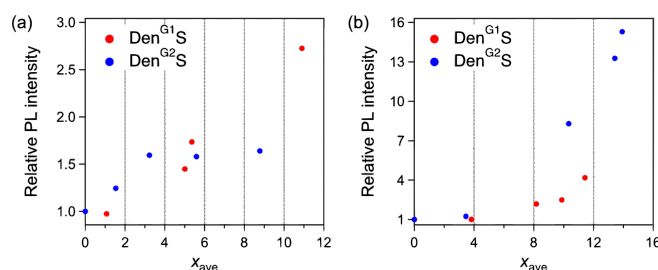 (a)
Relative PL intensity
3.0
2.5
2.0
1.5
1.0
Den^G1S
Den^G2S
0 2 4 6 8 10 12
x_ave
(b)
Relative PL intensity
16
13
10
7
4
1
Den^G1S
Den^G2S
0 4 8 12 16
x_ave